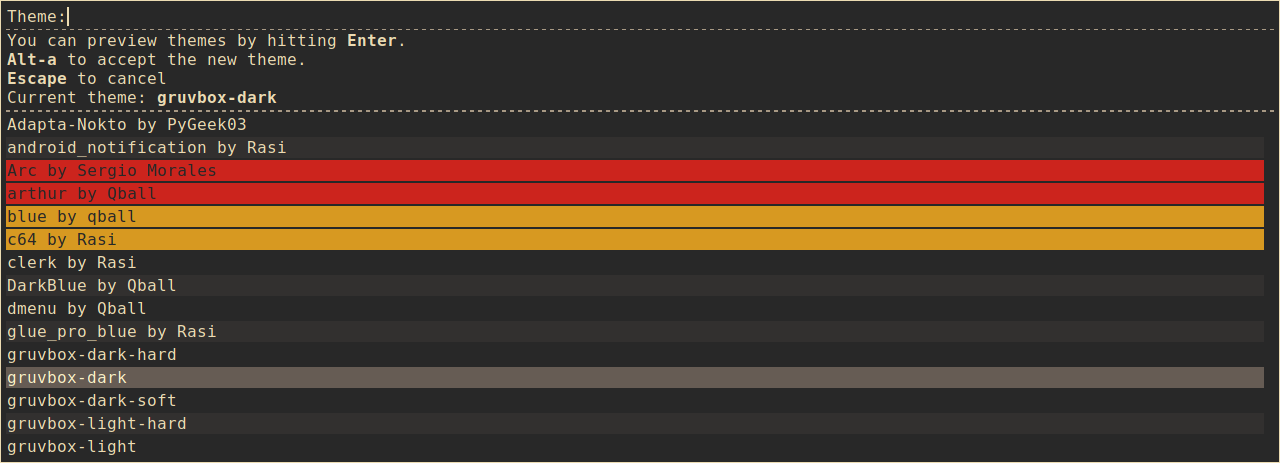 Theme:
You can preview themes by hitting Enter.
Alt-a to accept the new theme.
Escape to cancel
Current theme: gruvbox-dark
Adapta-Nokto by PyGeek03
android_notification by Rasi
Arc by Sergio Morales
arthur by Qball
blue by qball
c64 by Rasi
clerk by Rasi
DarkBlue by Qball
dmenu by Qball
glue_pro_blue by Rasi
gruvbox-dark-hard
gruvbox-dark
gruvbox-dark-soft
gruvbox-light-hard
gruvbox-light